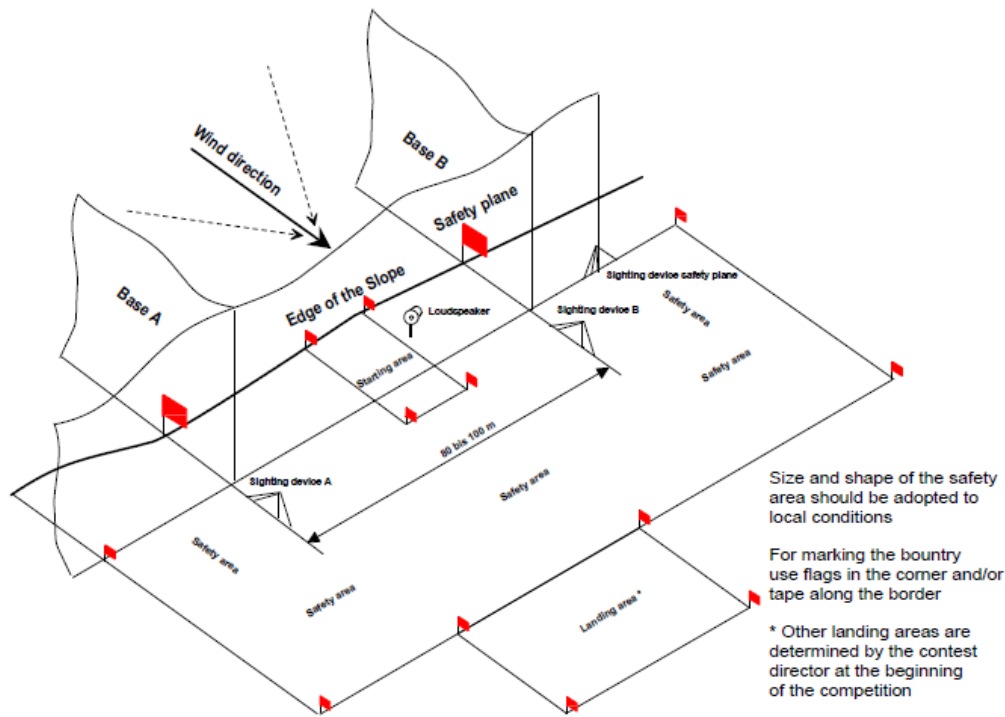 Wind direction
Base B
Safety plane
Base A
Edge of the Slope
Loudspeaker
Sighting device safety plane
Safety area
Sighting device B
Starting area
Safety area
80 bis 100 m
Sighting device A
Safety area
Safety area
Safety area
Landing area *
Size and shape of the safety
area should be adopted to
local conditions
For marking the bountry
use flags in the corner and/or
tape along the border
* Other landing areas are
determined by the contest
director at the beginning
of the competition